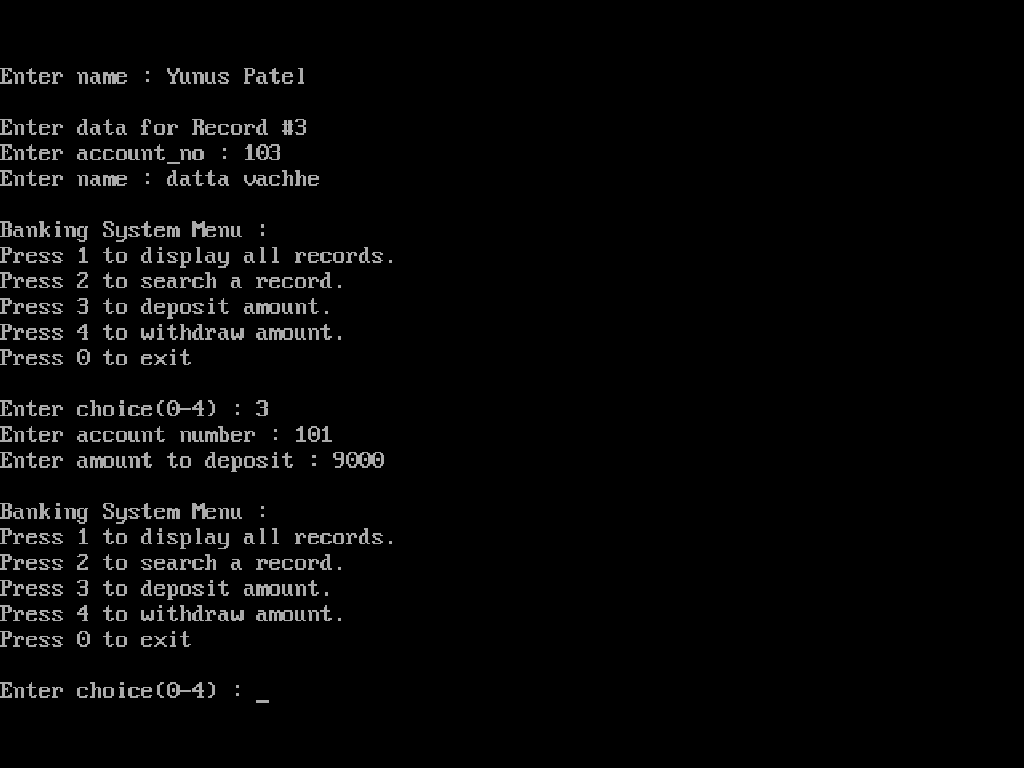 Enter name : Yunus Patel
Enter data for Record #3
Enter account_no : 103
Enter name : datta vachhe
Banking System Menu :
Press 1 to display all records.
Press 2 to search a record.
Press 3 to deposit amount.
Press 4 to withdraw amount.
Press 0 to exit
Enter choice(0-4) : 3
Enter account number : 101
Enter amount to deposit : 9000
Banking System Menu :
Press 1 to display all records.
Press 2 to search a record.
Press 3 to deposit amount.
Press 4 to withdraw amount.
Press 0 to exit
Enter choice(0-4) : _